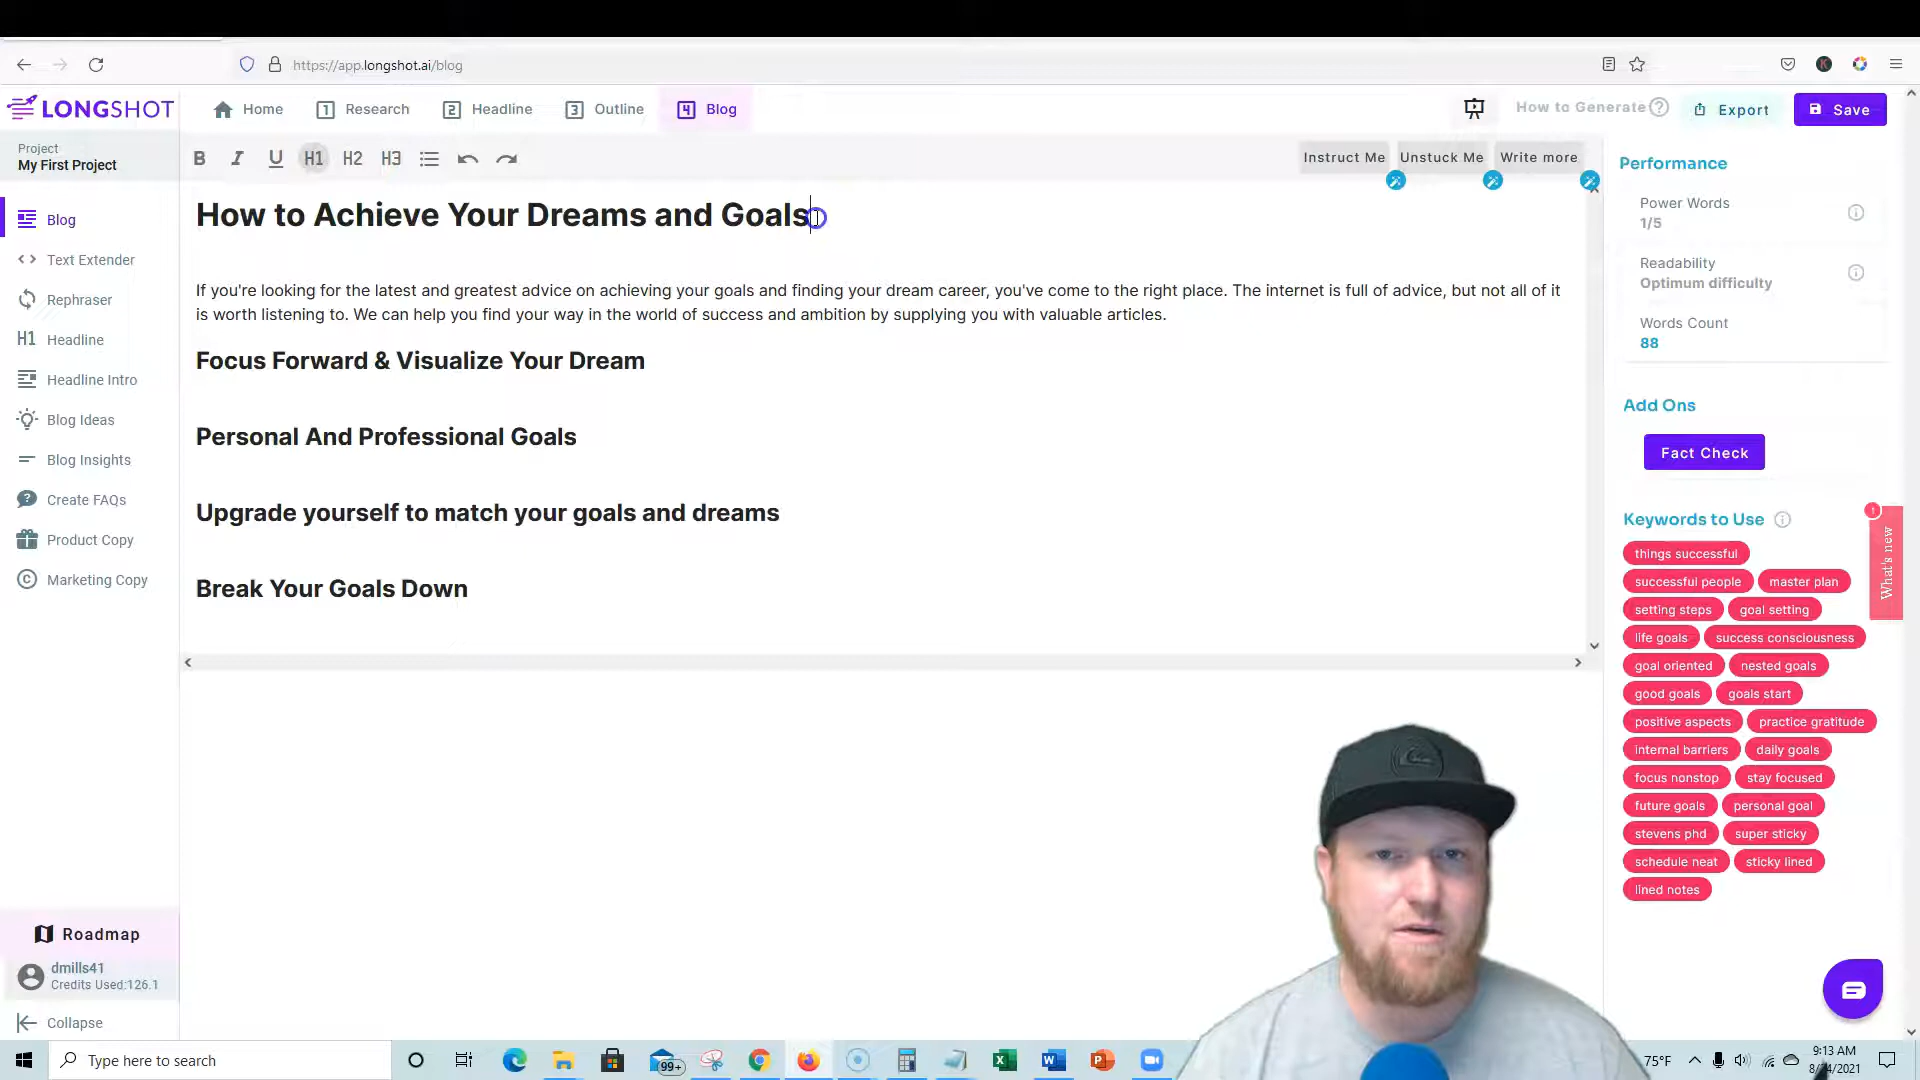 https://app.longshot.ai/blog
LONGSHOT
Home
1 Research
2 Headline
3 Outline
4 Blog
How to Generate
Export
Save
Project
My First Project
B I U H1 H2 H3
Instruct Me
Unstuck Me
Write more
Blog
Text Extender
Rephraser
H1 Headline
Headline Intro
Blog Ideas
Blog Insights
Create FAQs
Product Copy
Marketing Copy
Roadmap
dmills41
Credits Used:126.1
Collapse
How to Achieve Your Dreams and Goals
If you're looking for the latest and greatest advice on achieving your goals and finding your dream career, you've come to the right place. The internet is full of advice, but not all of it
is worth listening to. We can help you find your way in the world of success and ambition by supplying you with valuable articles.
Focus Forward & Visualize Your Dream
Personal And Professional Goals
Upgrade yourself to match your goals and dreams
Break Your Goals Down
Performance
Power Words
1/5
Readability
Optimum difficulty
Words Count
88
Add Ons
Fact Check
Keywords to Use
What's new
things successful
successful people master plan
setting steps goal setting
life goals success consciousness
goal oriented nested goals
good goals goals start
positive aspects practice gratitude
internal barriers daily goals
focus nonstop stay focused
future goals personal goal
stevens phd super sticky
schedule neat sticky lined
lined notes
Type here to search
99+
75°F
9:13 AM